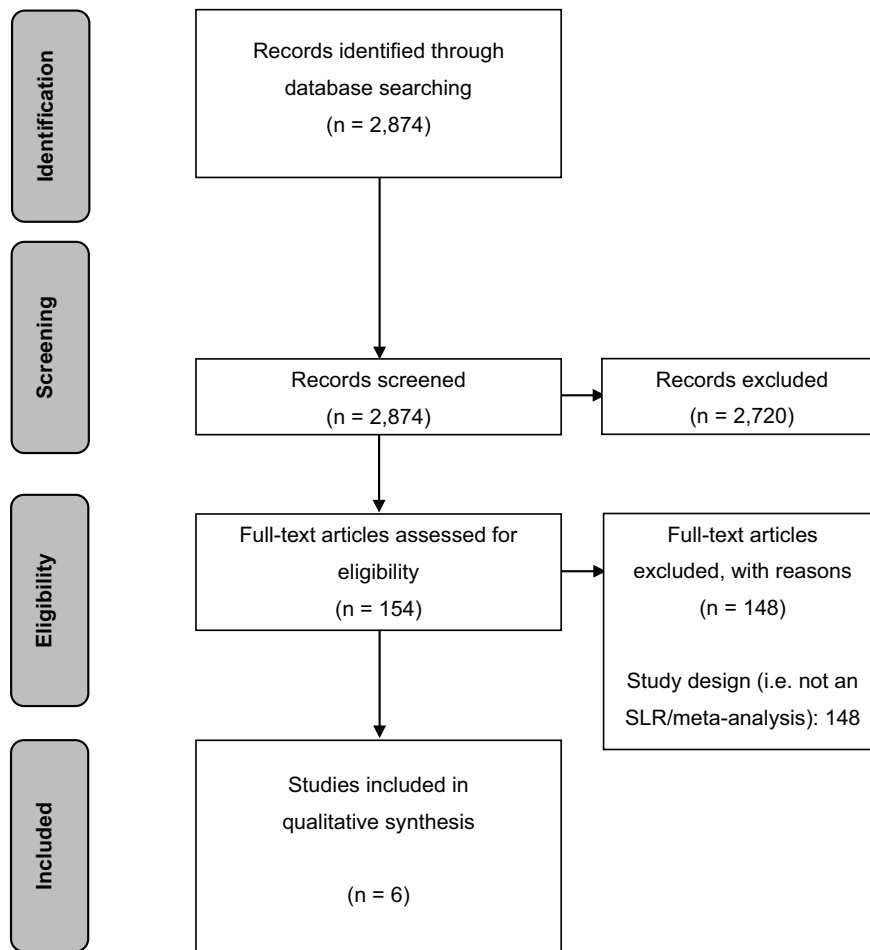 Identification
Records identified through
database searching
(n = 2,874)
Screening
Records screened
(n = 2,874)
Records excluded
(n = 2,720)
Eligibility
Full-text articles assessed for
eligibility
(n = 154)
Full-text articles
excluded, with reasons
(n = 148)
Study design (i.e. not an
SLR/meta-analysis): 148
Included
Studies included in
qualitative synthesis
(n = 6)